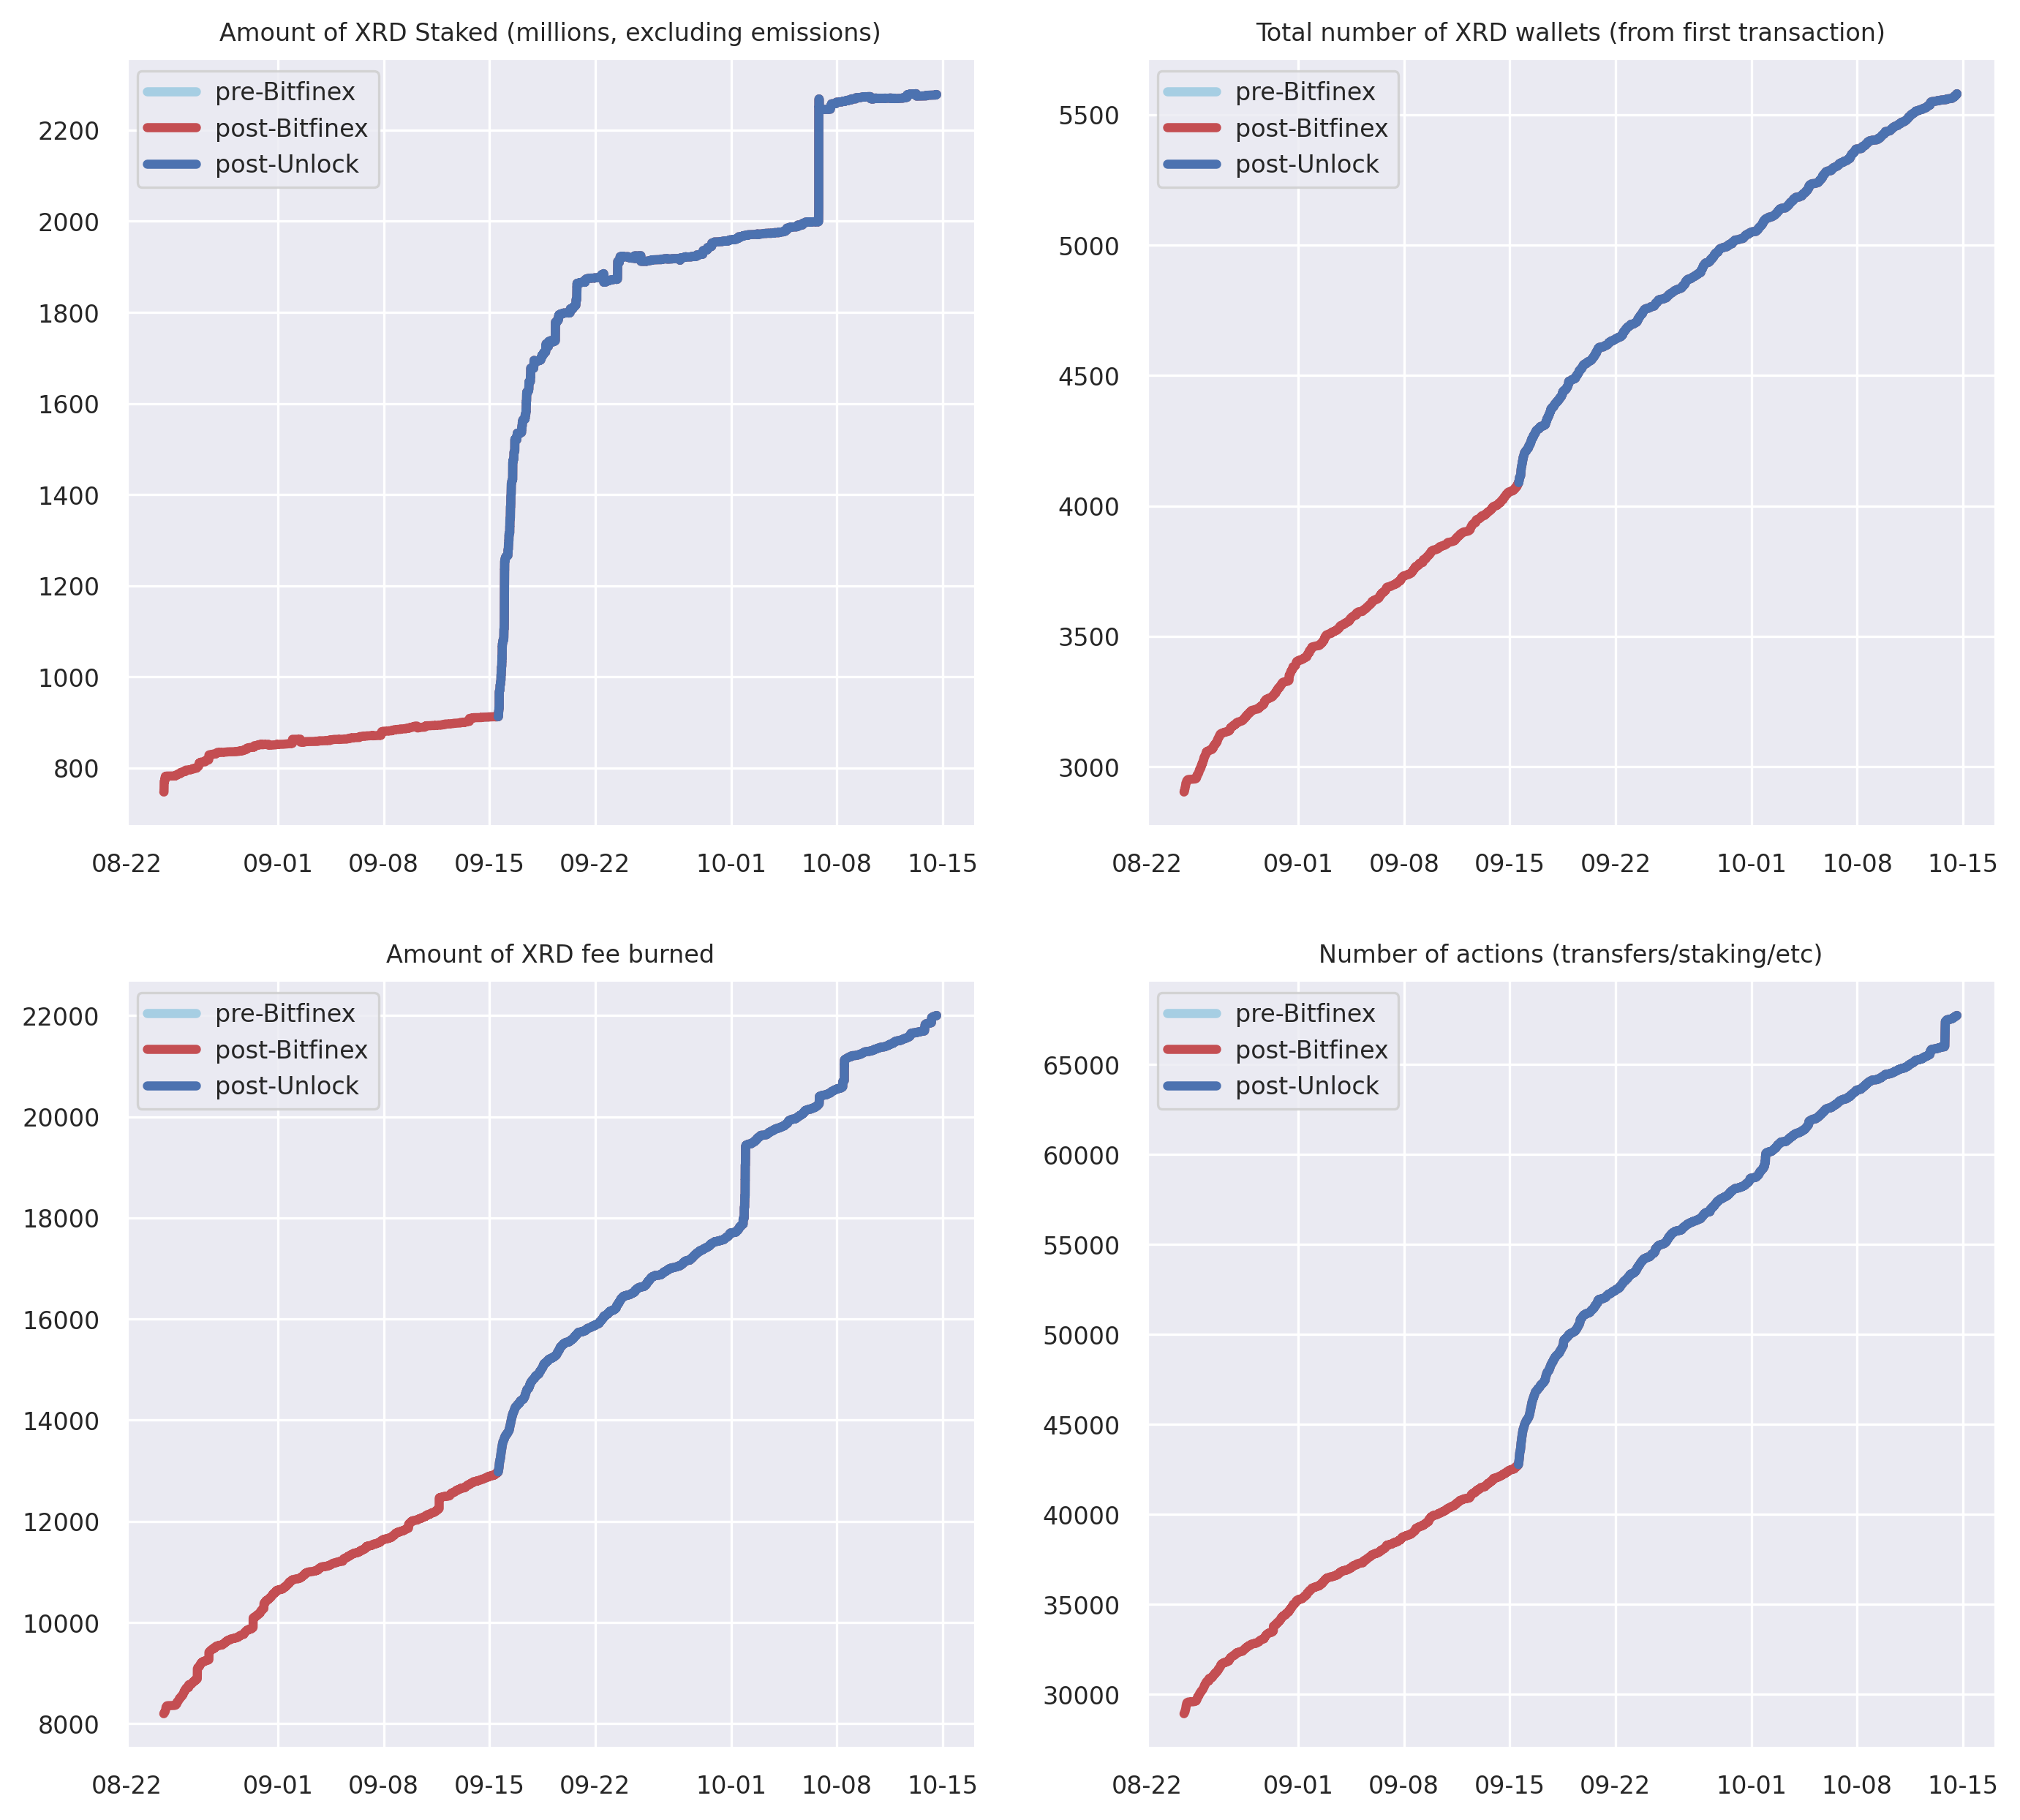 Amount of XRD Staked (millions, excluding emissions)
pre-Bitfinex
post-Bitfinex
post-Unlock
2200
2000
1800
1600
1400
1200
1000
800
08-22 09-01 09-08 09-15 09-22 10-01 10-08 10-15
Total number of XRD wallets (from first transaction)
pre-Bitfinex
post-Bitfinex
post-Unlock
5500
5000
4500
4000
3500
3000
08-22 09-01 09-08 09-15 09-22 10-01 10-08 10-15
Amount of XRD fee burned
pre-Bitfinex
post-Bitfinex
post-Unlock
22000
20000
18000
16000
14000
12000
10000
8000
08-22 09-01 09-08 09-15 09-22 10-01 10-08 10-15
Number of actions (transfers/staking/etc)
pre-Bitfinex
post-Bitfinex
post-Unlock
65000
60000
55000
50000
45000
40000
35000
30000
08-22 09-01 09-08 09-15 09-22 10-01 10-08 10-15